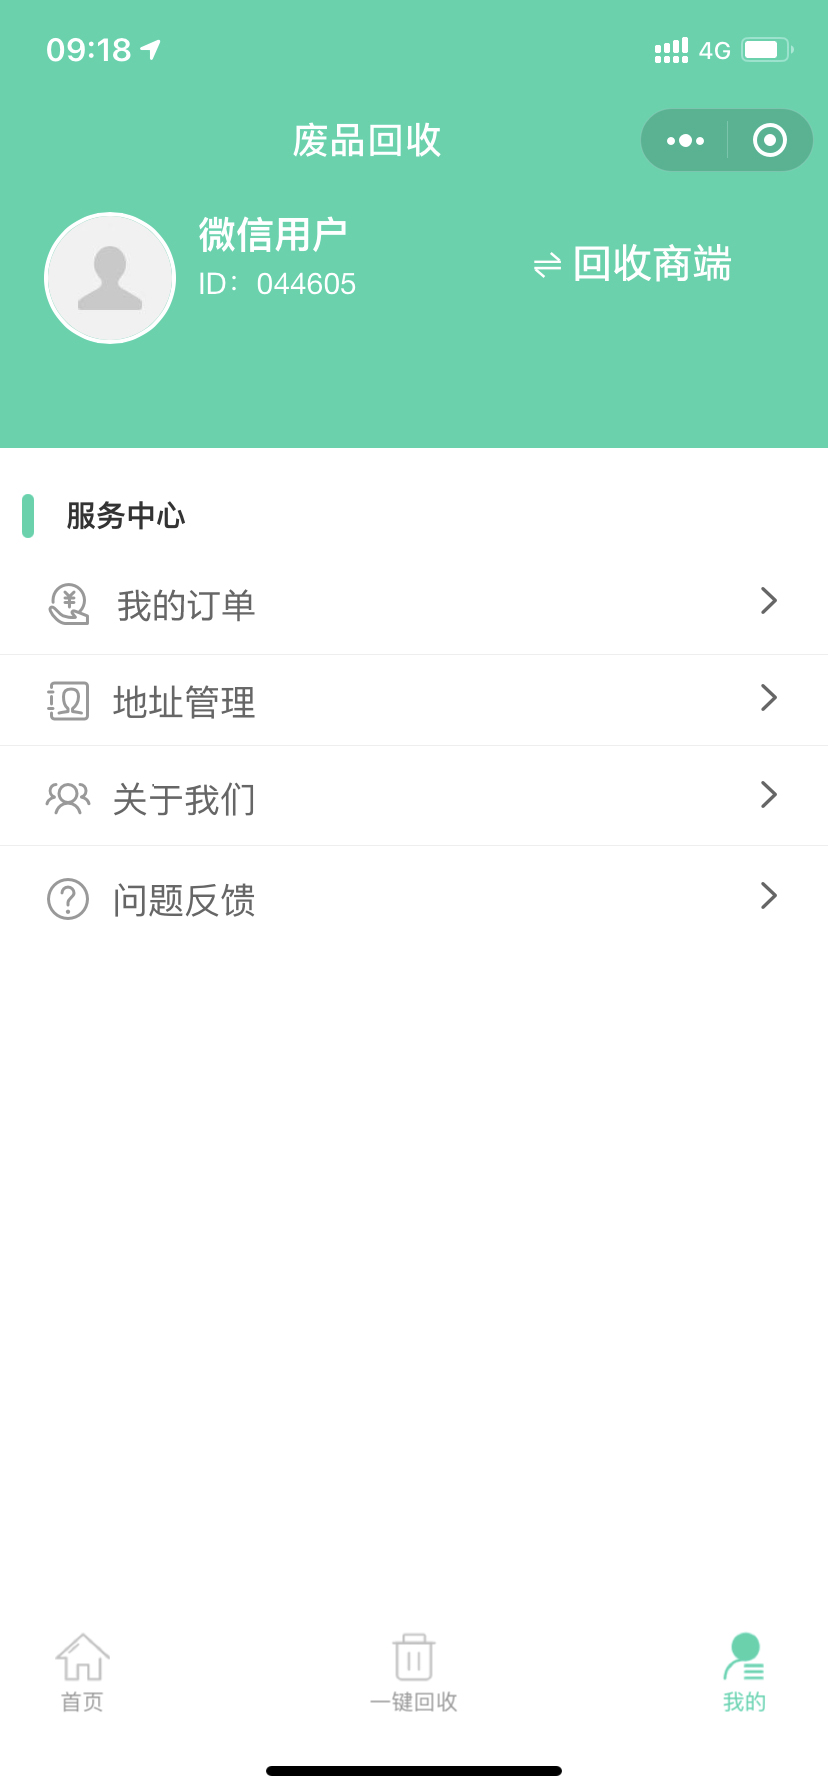 09:18
4G
废品回收
微信用户
ID：044605
⇌ 回收商端
服务中心
我的订单
地址管理
关于我们
问题反馈
首页
一键回收
我的